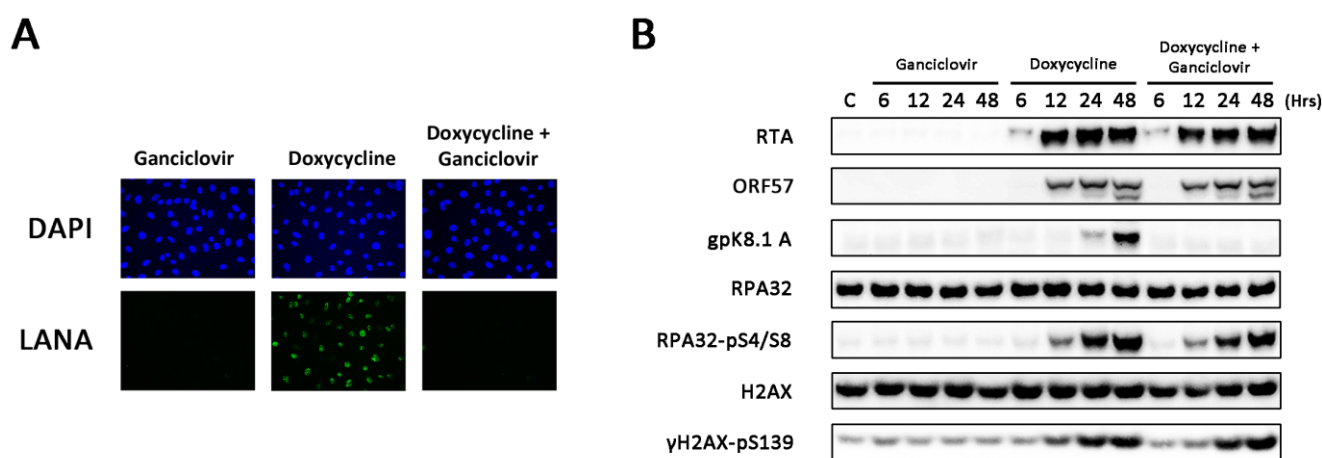 A
Ganciclovir
Doxycycline
Doxycycline +
Ganciclovir
DAPI
LANA
B
Ganciclovir
Doxycycline
Doxycycline +
Ganciclovir
C 6 12 24 48 6 12 24 48 6 12 24 48 (Hrs)
RTA
ORF57
gpK8.1 A
RPA32
RPA32-pS4/S8
H2AX
γH2AX-pS139